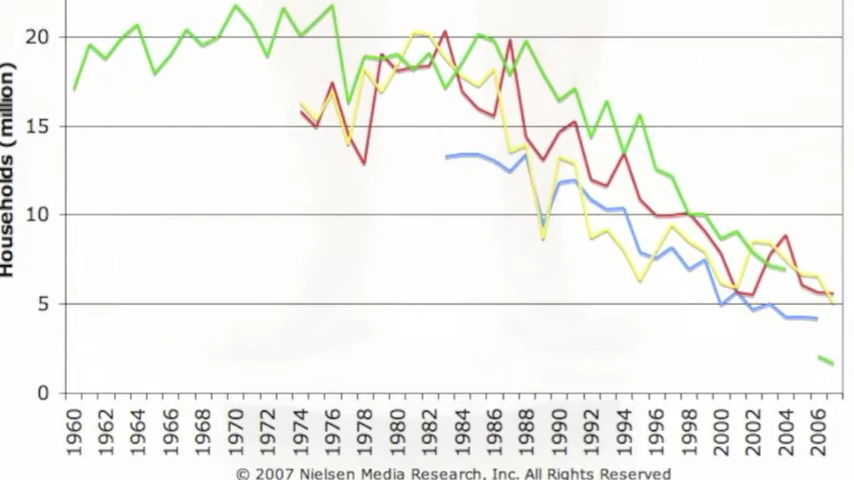 20
15
10
5
0
Households (million)
1960 1962 1964 1966 1968 1970 1972 1974 1976 1978 1980 1982 1984 1986 1988 1990 1992 1994 1996 1998 2000 2002 2004 2006
© 2007 Nielsen Media Research, Inc. All Rights Reserved